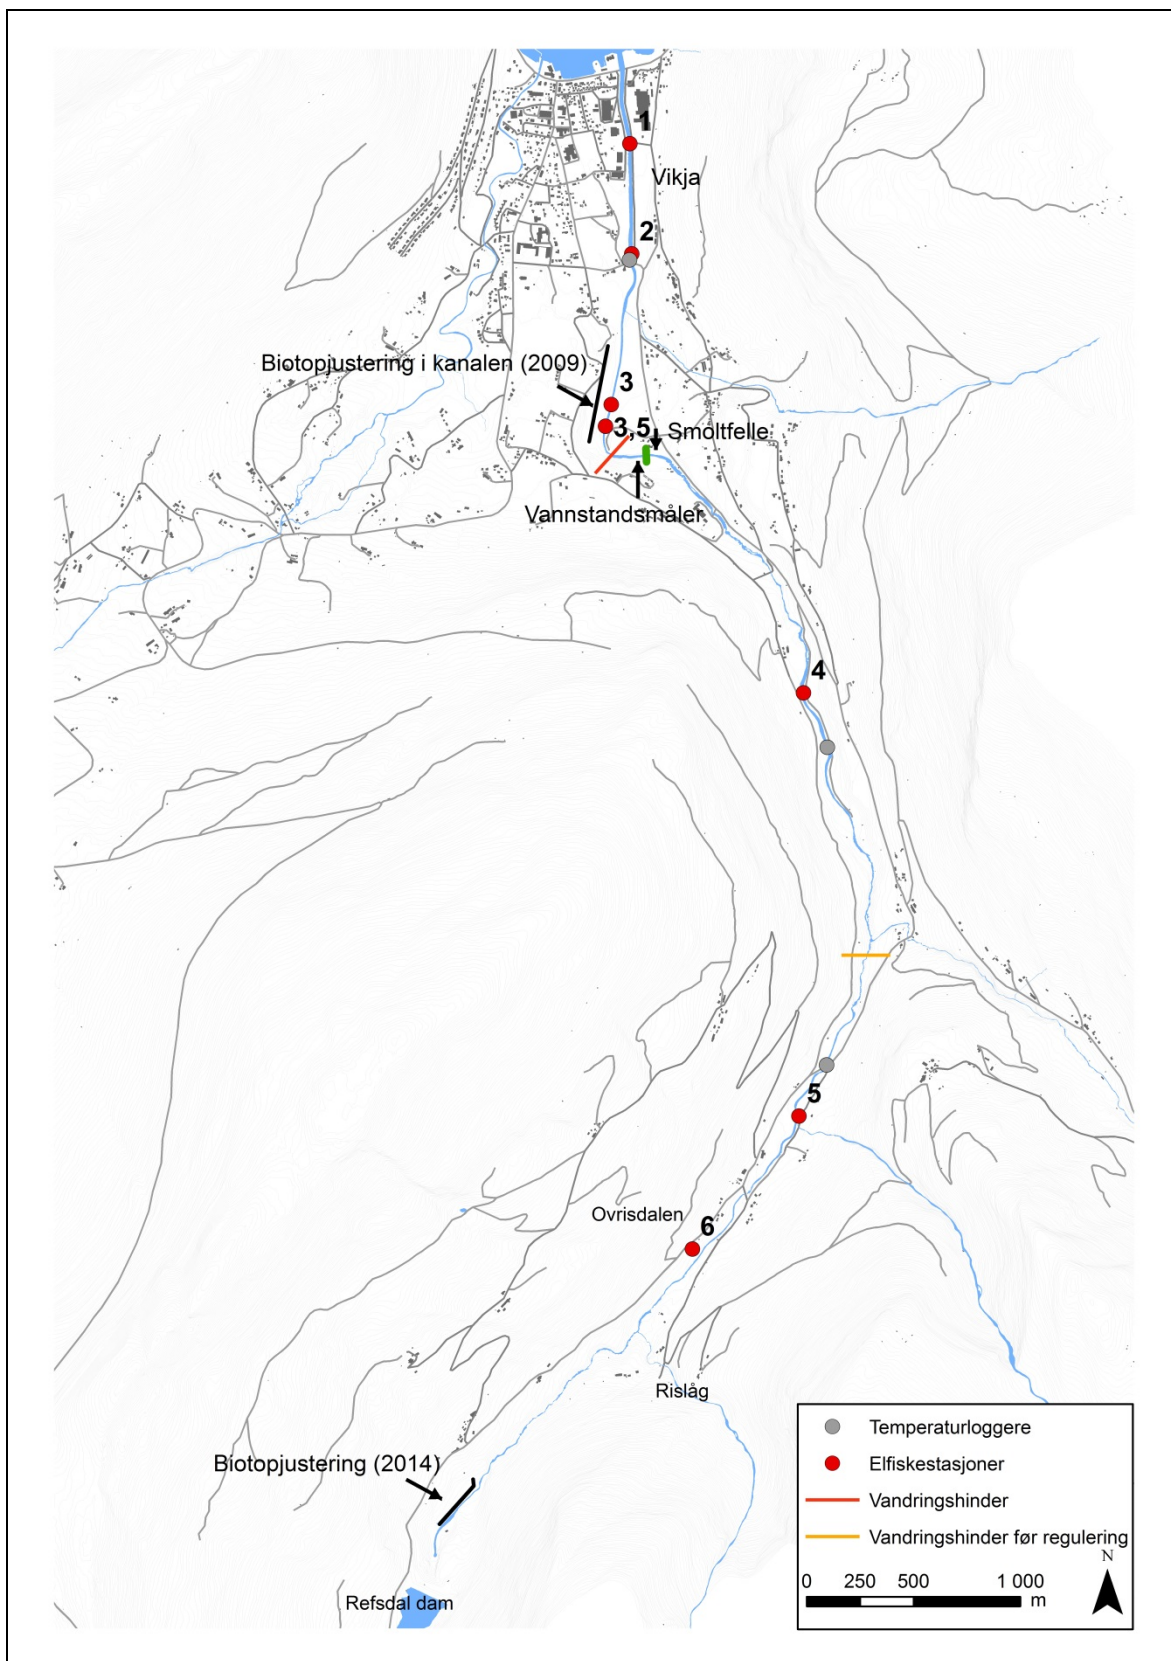 1
Vikja
2
Biotopjustering i kanalen (2009)
3
3,5
Smoltfelle
Vannstandsmåler
4
5
Ovrisdalen
6
Rislåg
Biotopjustering (2014)
Refsdal dam
Temperaturloggere
Elfiskestasjoner
Vandringshinder
Vandringshinder før regulering
N
0 250 500 1 000
m